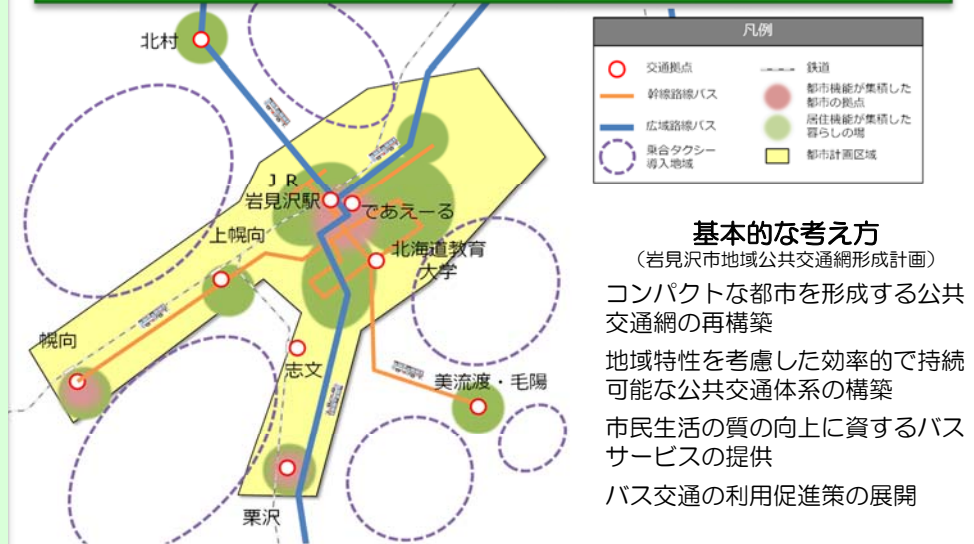 北村
JR
岩見沢駅
であえーる
上幌向
北海道教育
大学
幌向
志文
美流渡・毛陽
栗沢
凡例
交通拠点
鉄道
幹線路線バス
都市機能が集積した
都市の拠点
広域路線バス
居住機能が集積した
暮らしの場
乗合タクシー
導入地域
都市計画区域
基本的な考え方
（岩見沢市地域公共交通網形成計画）
コンパクトな都市を形成する公共
交通網の再構築
地域特性を考慮した効率的で持続
可能な公共交通体系の構築
市民生活の質の向上に資するバス
サービスの提供
バス交通の利用促進策の展開